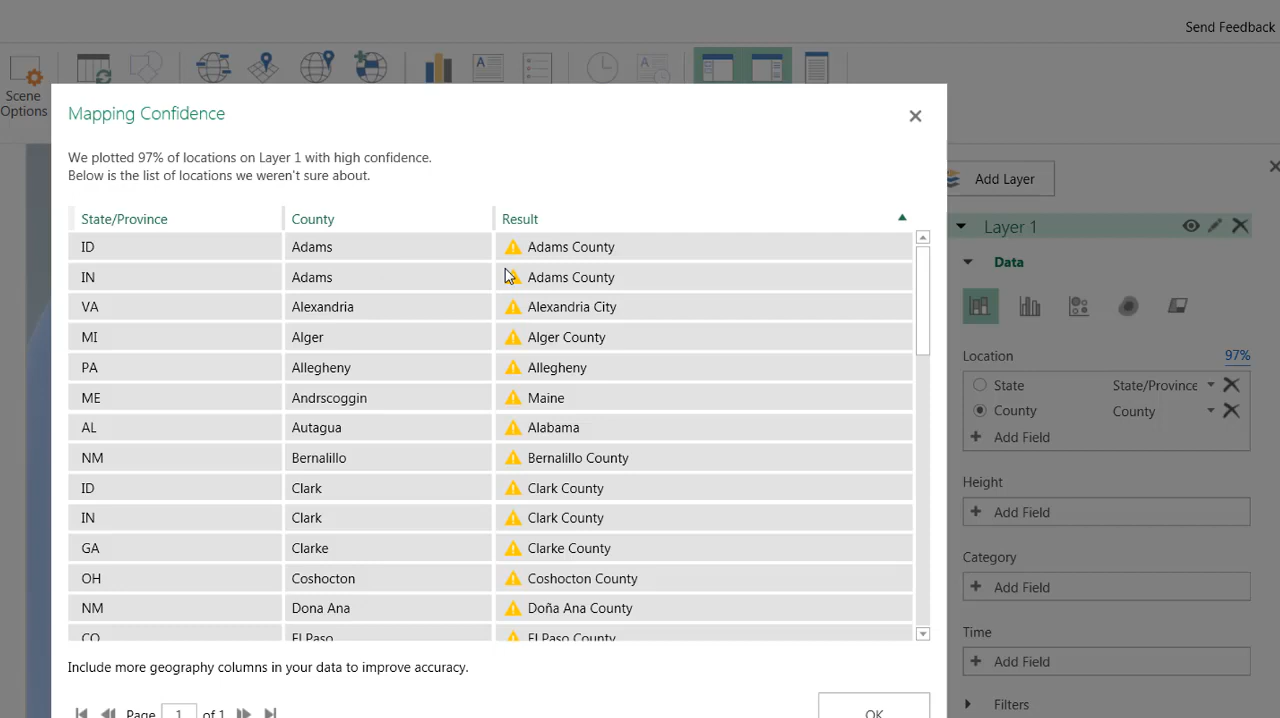 Send Feedback
Scene
Options
Mapping Confidence
We plotted 97% of locations on Layer 1 with high confidence.
Below is the list of locations we weren't sure about.
State/Province County Result
ID Adams Adams County
IN Adams Adams County
VA Alexandria Alexandria City
MI Alger Alger County
PA Allegheny Allegheny
ME Andrscoggin Maine
AL Autagua Alabama
NM Bernalillo Bernalillo County
ID Clark Clark County
IN Clark Clark County
GA Clarke Clarke County
OH Coshocton Coshocton County
NM Dona Ana Doña Ana County
CO El Paso El Paso County
Include more geography columns in your data to improve accuracy.
Page 1 of 1
OK
Add Layer
Layer 1
Data
Location 97%
State State/Province
County County
Add Field
Height
Add Field
Category
Add Field
Time
Add Field
Filters